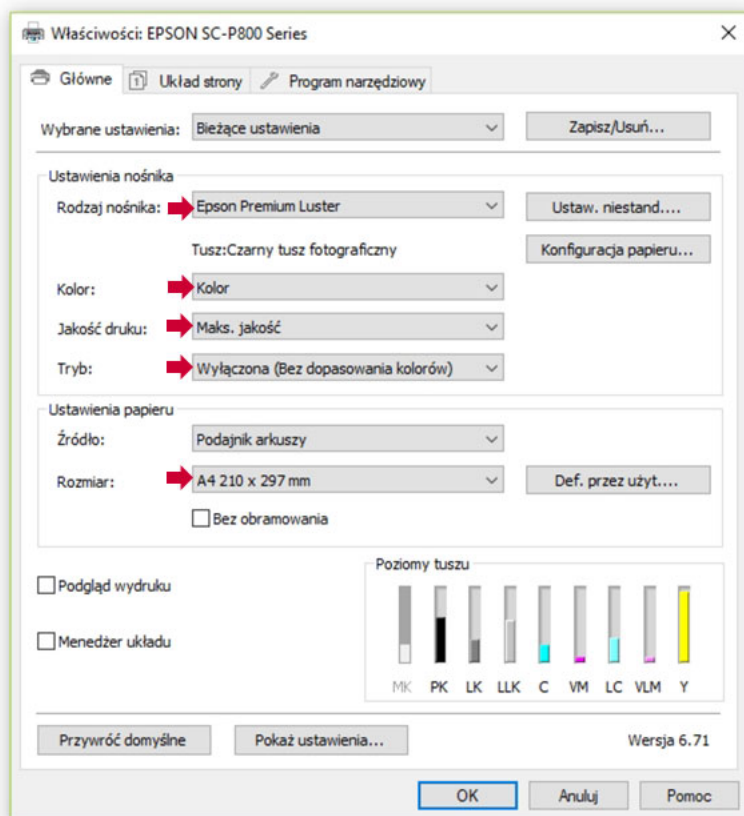 Właściwości: EPSON SC-P800 Series
Główne
Układ strony
Program narzędziowy
Wybrane ustawienia:
Bieżące ustawienia
Zapisz/Usuń...
Ustawienia nośnika
Rodzaj nośnika:
Epson Premium Luster
Ustaw. niestand....
Tusz:Czarny tusz fotograficzny
Konfiguracja papieru...
Kolor:
Kolor
Jakość druku:
Maks. jakość
Tryb:
Wyłączona (Bez dopasowania kolorów)
Ustawienia papieru
Źródło:
Podajnik arkuszy
Rozmiar:
A4 210 x 297 mm
Def. przez użyt....
Bez obramowania
Podgląd wydruku
Menedżer układu
Poziomy tuszu
MK PK LK LLK C VM LC VLM Y
Przywróć domyślne
Pokaż ustawienia...
Wersja 6.71
OK
Anuluj
Pomoc